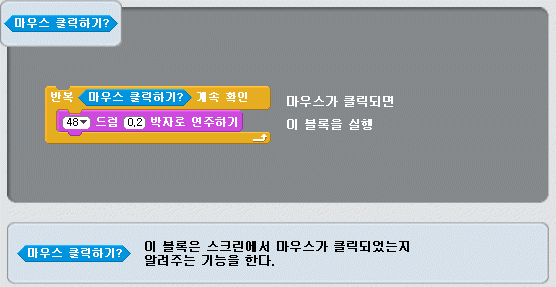 마우스 클릭하기?
반복 마우스 클릭하기? 계속 확인
48 드럼 0.2 박자로 연주하기
마우스가 클릭되면
이 블록을 실행
마우스 클릭하기?
이 블록은 스크린에서 마우스가 클릭되었는지
알려주는 기능을 한다.